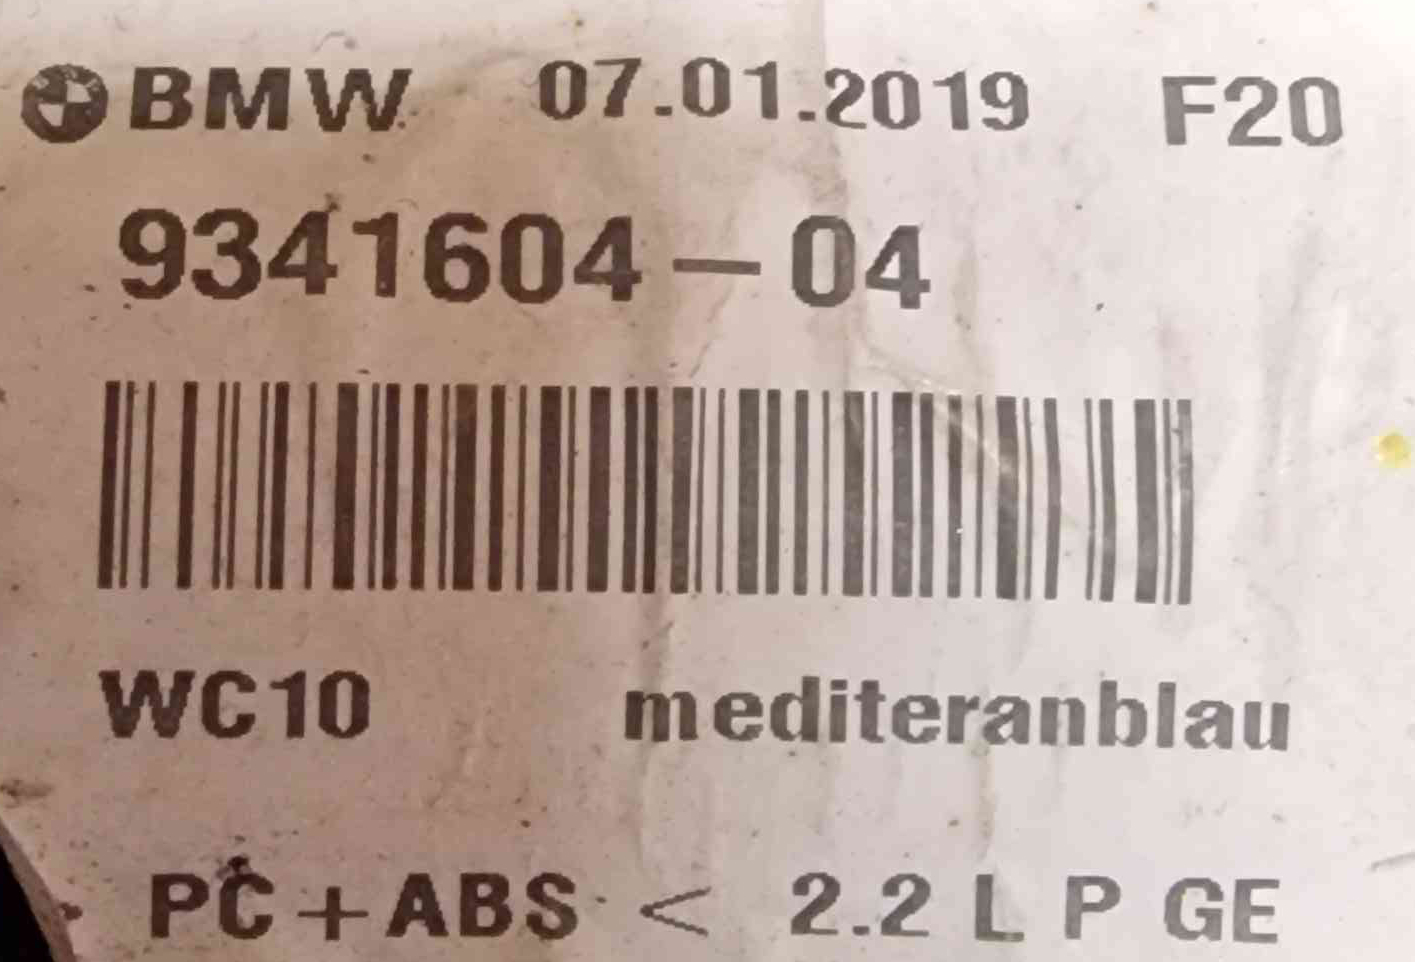 BMW 07.01.2019 F20
9341604-04
WC10 mediteranblau
PC+ABS < 2.2 L P GE